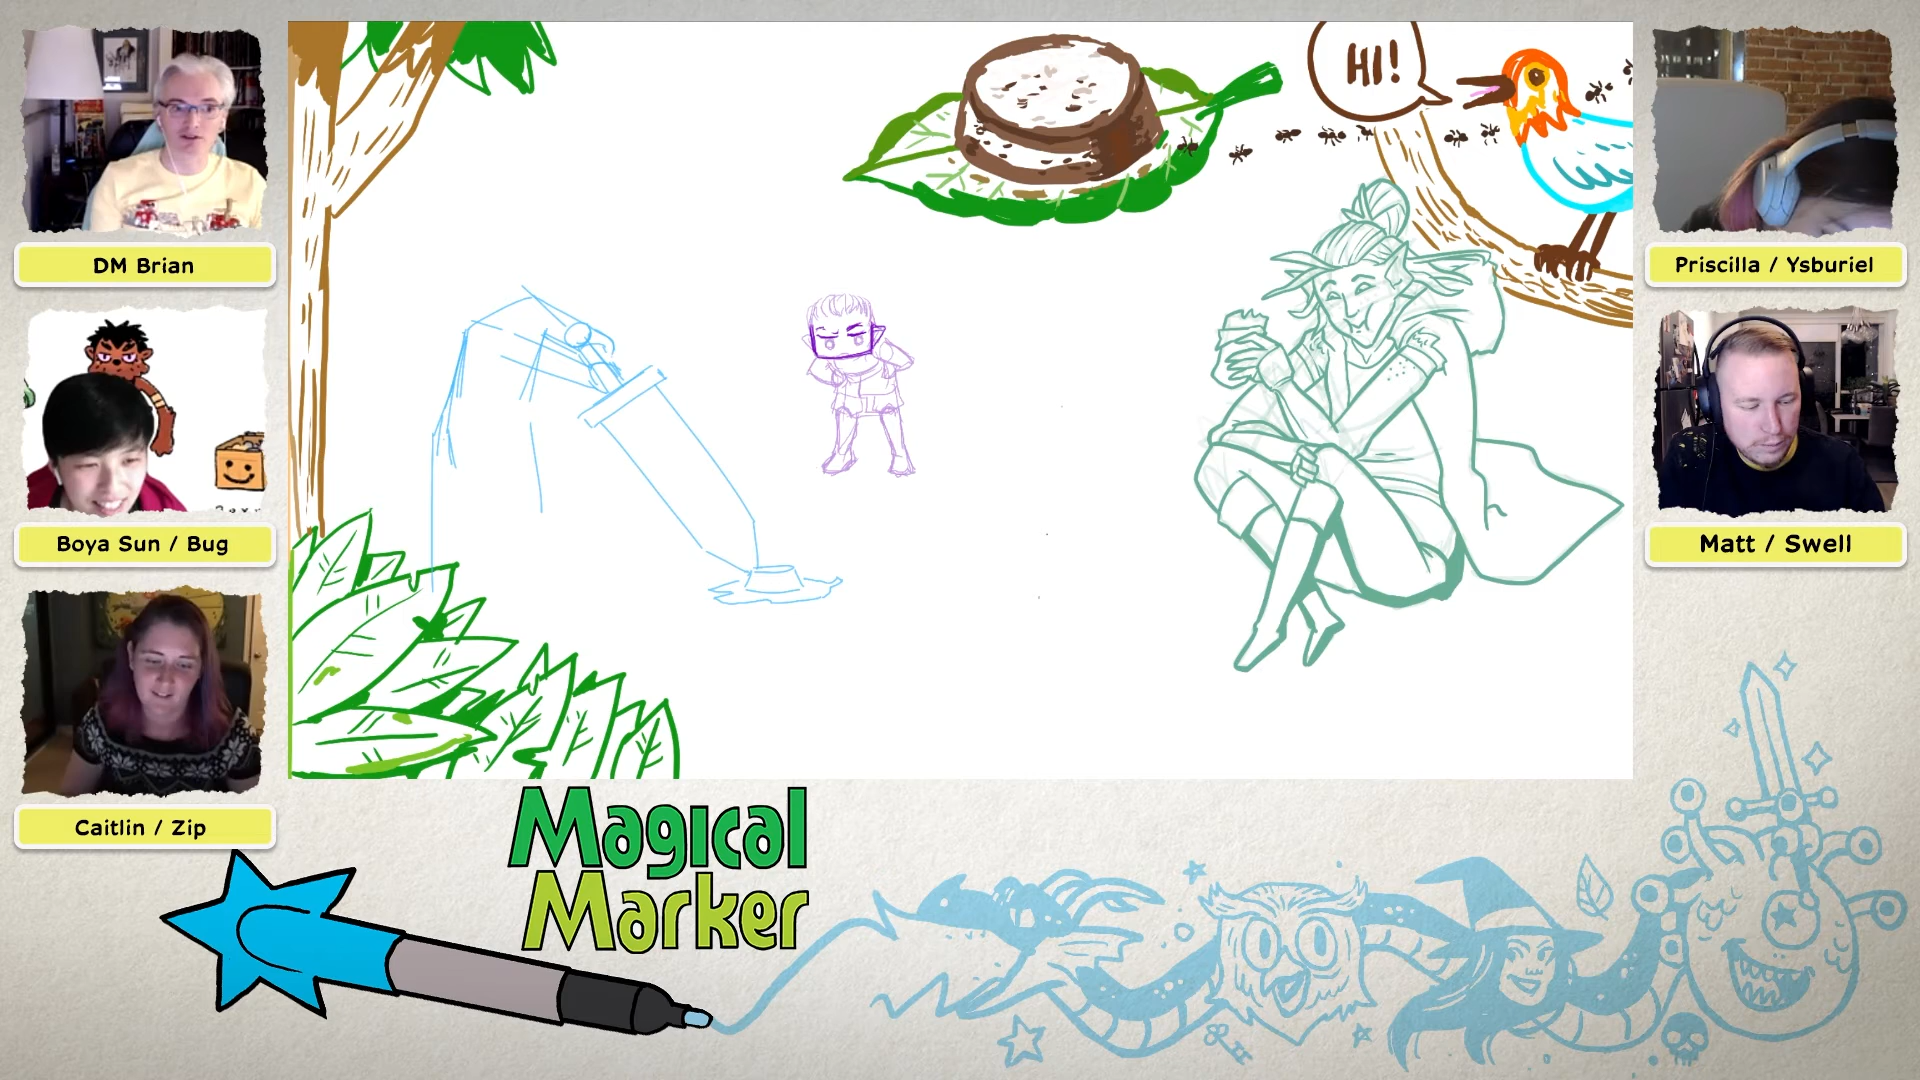 HI!
DM Brian
Priscilla / Ysburiel
Boya Sun / Bug
Matt / Swell
Caitlin / Zip
Magical
Marker